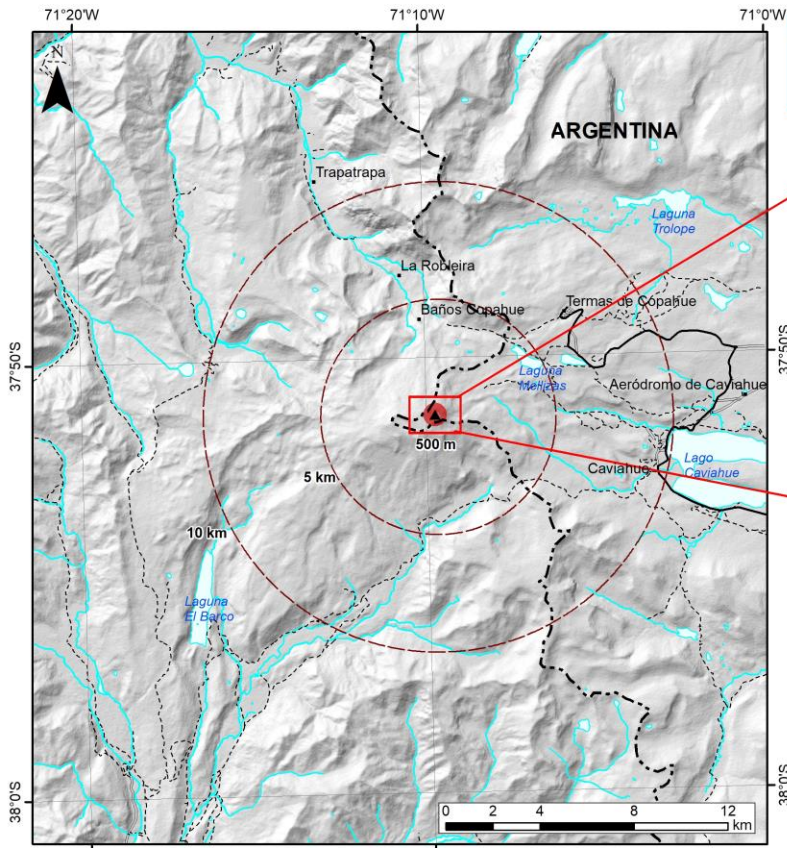 71°20'W
71°10'W
71°0'W
N
ARGENTINA
Trapatrapa
Laguna
Trolope
La Robleira
Termas de Copahue
Baños Copahue
37°50'S
37°50'S
Laguna
Mellizas
Aeródromo de Caviahue
500 m
Lago
Caviahue
Caviahue
5 km
10 km
Laguna
El Barco
38°0'S
38°0'S
0 2 4 8 12
km